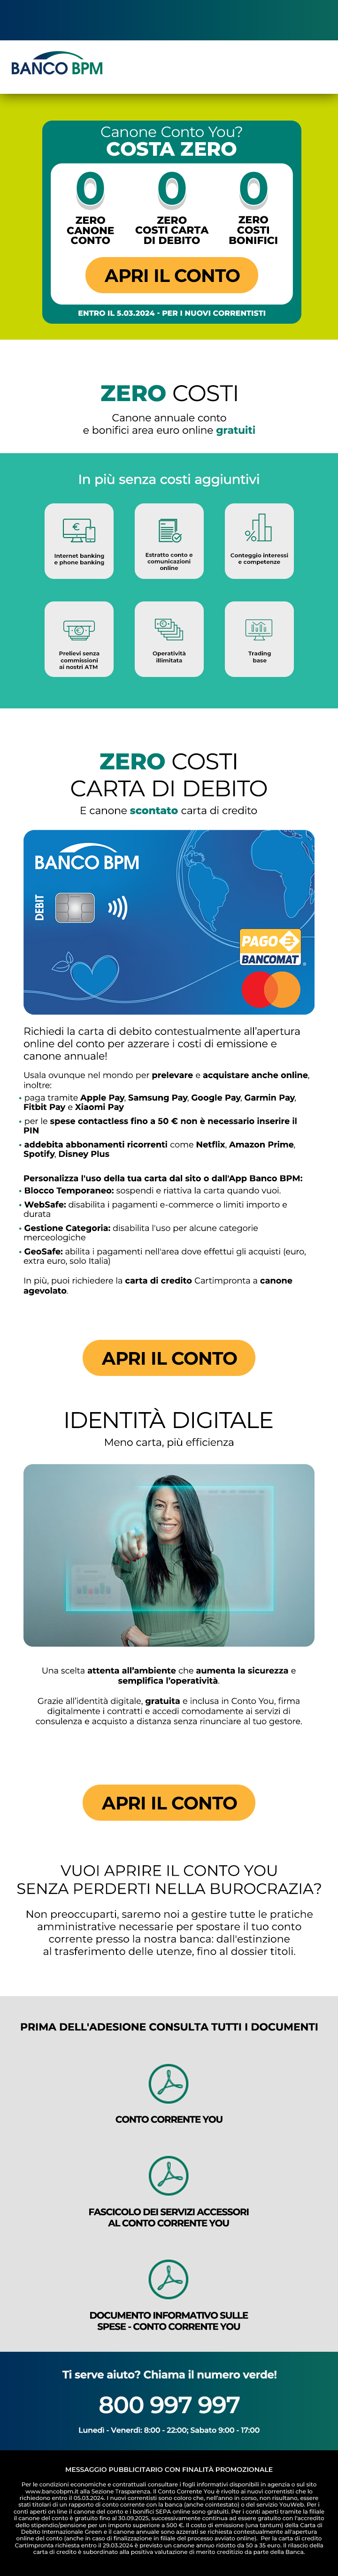 BANCO BPM
Canone Conto You?
COSTA ZERO
0 0 0
ZERO
CANONE
CONTO
ZERO
COSTI CARTA
DI DEBITO
ZERO
COSTI
BONIFICI
APRI IL CONTO
ENTRO IL 5.03.2024 - PER I NUOVI CORRENTISTI
ZERO COSTI
Canone annuale conto
e bonifici area euro online gratuiti
In più senza costi aggiuntivi
Internet banking
e phone banking
Estratto conto e
comunicazioni
online
Conteggio interessi
e competenze
Prelievi senza
commissioni
ai nostri ATM
Operatività
illimitata
Trading
base
ZERO COSTI
CARTA DI DEBITO
E canone scontato carta di credito
BANCO BPM
DEBIT
PAGO
BANCOMAT
Richiedi la carta di debito contestualmente all'apertura
online del conto per azzerare i costi di emissione e
canone annuale!
Usala ovunque nel mondo per prelevare e acquistare anche online,
inoltre:
• paga tramite Apple Pay, Samsung Pay, Google Pay, Garmin Pay,
Fitbit Pay e Xiaomi Pay
• per le spese contactless fino a 50 € non è necessario inserire il
PIN
• addebita abbonamenti ricorrenti come Netflix, Amazon Prime,
Spotify, Disney Plus
Personalizza l'uso della tua carta dal sito o dall'App Banco BPM:
• Blocco Temporaneo: sospendi e riattiva la carta quando vuoi.
• WebSafe: disabilita i pagamenti e-commerce o limiti importo e
durata
• Gestione Categoria: disabilita l'uso per alcune categorie
merceologiche
• GeoSafe: abilita i pagamenti nell'area dove effettui gli acquisti (euro,
extra euro, solo Italia)
In più, puoi richiedere la carta di credito Cartimpronta a canone
agevolato.
APRI IL CONTO
IDENTITÀ DIGITALE
Meno carta, più efficienza
Una scelta attenta all'ambiente che aumenta la sicurezza e
semplifica l'operatività.
Grazie all'identità digitale, gratuita e inclusa in Conto You, firma
digitalmente i contratti e accedi comodamente ai servizi di
consulenza e acquisto a distanza senza rinunciare al tuo gestore.
APRI IL CONTO
VUOI APRIRE IL CONTO YOU
SENZA PERDERTI NELLA BUROCRAZIA?
Non preoccuparti, saremo noi a gestire tutte le pratiche
amministrative necessarie per spostare il tuo conto
corrente presso la nostra banca: dall'estinzione
al trasferimento delle utenze, fino al dossier titoli.
PRIMA DELL'ADESIONE CONSULTA TUTTI I DOCUMENTI
CONTO CORRENTE YOU
FASCICOLO DEI SERVIZI ACCESSORI
AL CONTO CORRENTE YOU
DOCUMENTO INFORMATIVO SULLE
SPESE - CONTO CORRENTE YOU
Ti serve aiuto? Chiama il numero verde!
800 997 997
Lunedì - Venerdì: 8:00 - 22:00; Sabato 9:00 - 17:00
MESSAGGIO PUBBLICITARIO CON FINALITÀ PROMOZIONALE
Per le condizioni economiche e contrattuali consultare i fogli informativi disponibili in agenzia o sul sito
www.bancobpm.it alla Sezione Trasparenza. Il Conto Corrente You è rivolto ai nuovi correntisti che lo
richiedono entro il 05.03.2024. I nuovi correntisti sono coloro che, nell'anno in corso, non risultano, essere
stati titolari di un rapporto di conto corrente con la banca (anche cointestato) o del servizio YouWeb. Per i
conti aperti on line il canone del conto e i bonifici SEPA online sono gratuiti. Per i conti aperti tramite la filiale
il canone del conto è gratuito fino al 30.09.2025, successivamente continua ad essere gratuito con l'accredito
dello stipendio/pensione per un importo superiore a 500 €. Il costo di emissione (una tantum) della Carta di
Debito Internazionale Green e il canone annuale sono azzerati se richiesta contestualmente all'apertura
online del conto (anche in caso di finalizzazione in filiale del processo avviato online). Per la carta di credito
Cartimpronta richiesta entro il 29.03.2024 è previsto un canone annuo ridotto da 50 a 35 euro. Il rilascio della
carta di credito è subordinato alla positiva valutazione di merito creditizio da parte della Banca.